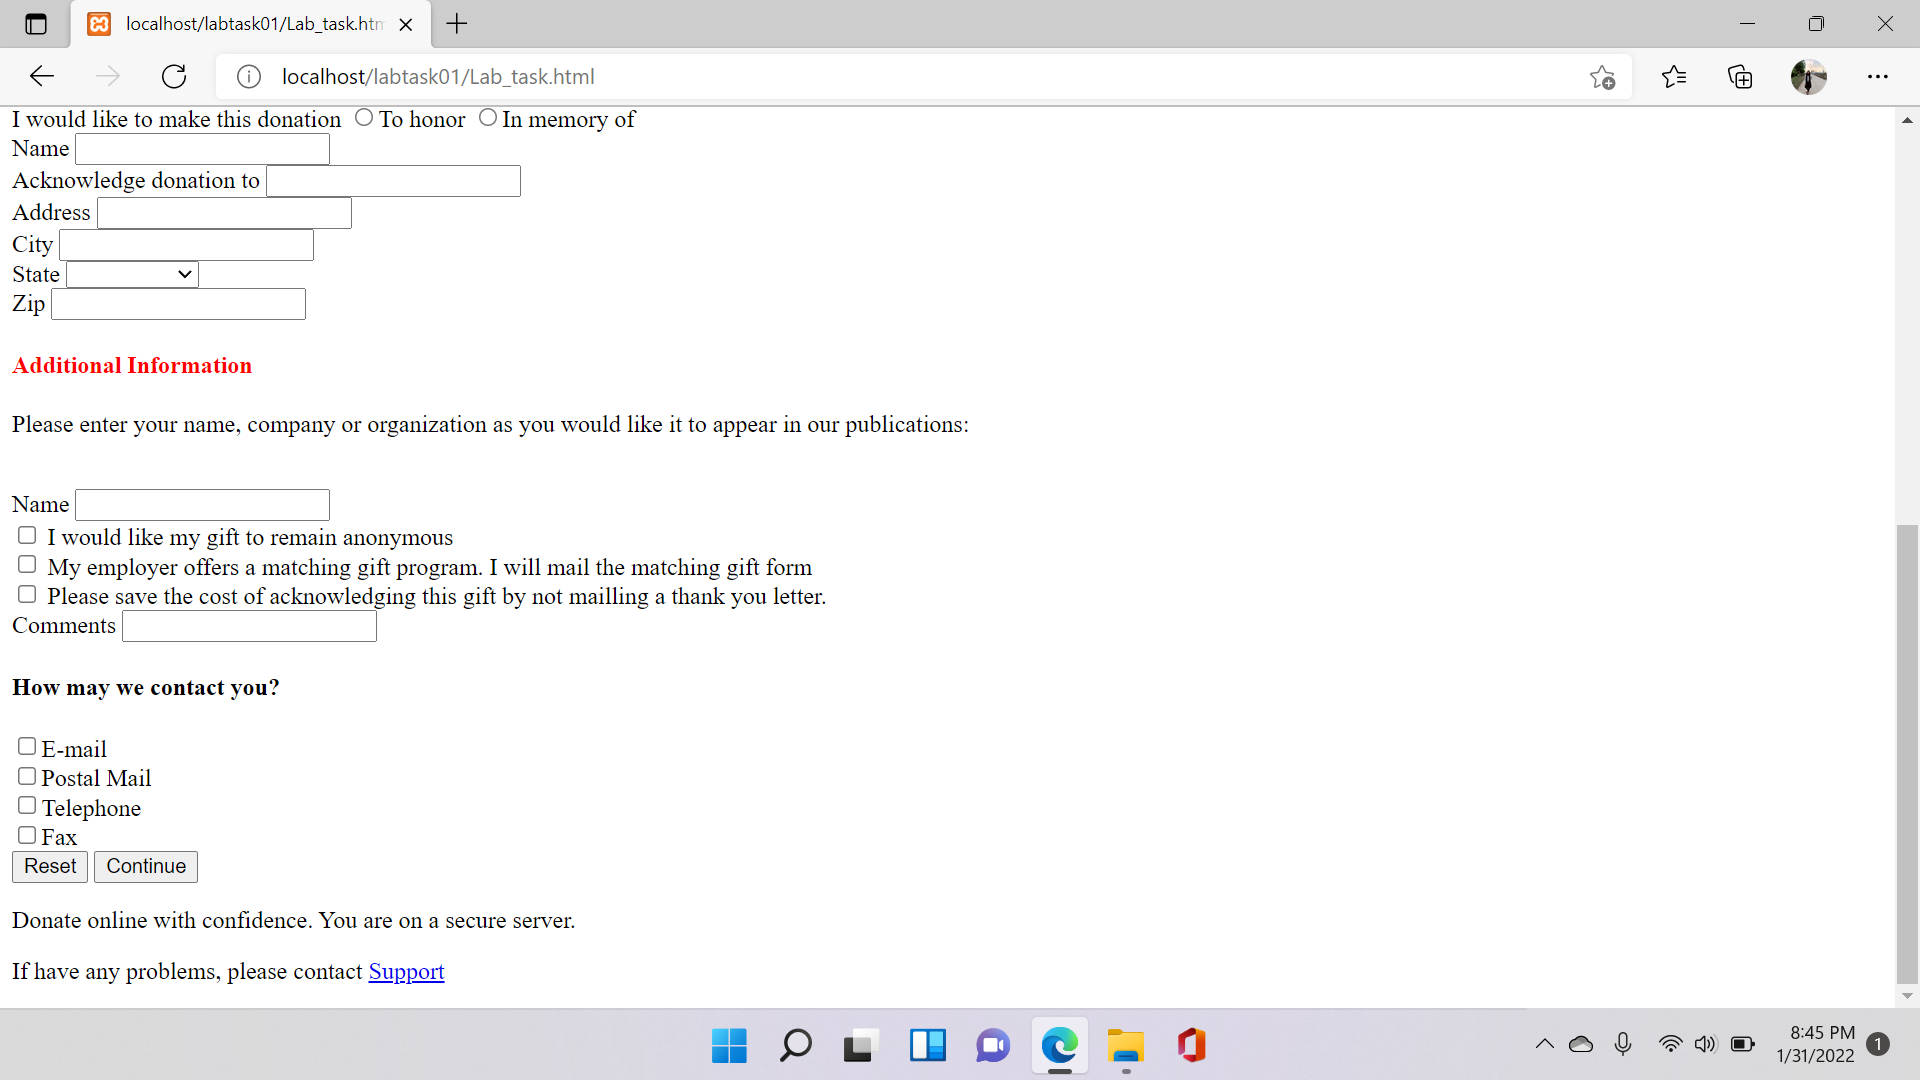 localhost/labtask01/Lab_task.htm
localhost/labtask01/Lab_task.html
I would like to make this donation To honor In memory of
Name
Acknowledge donation to
Address
City
State
Zip
Additional Information
Please enter your name, company or organization as you would like it to appear in our publications:
Name
I would like my gift to remain anonymous
My employer offers a matching gift program. I will mail the matching gift form
Please save the cost of acknowledging this gift by not mailling a thank you letter.
Comments
How may we contact you?
E-mail
Postal Mail
Telephone
Fax
Reset Continue
Donate online with confidence. You are on a secure server.
If have any problems, please contact Support
8:45 PM
1/31/2022
1